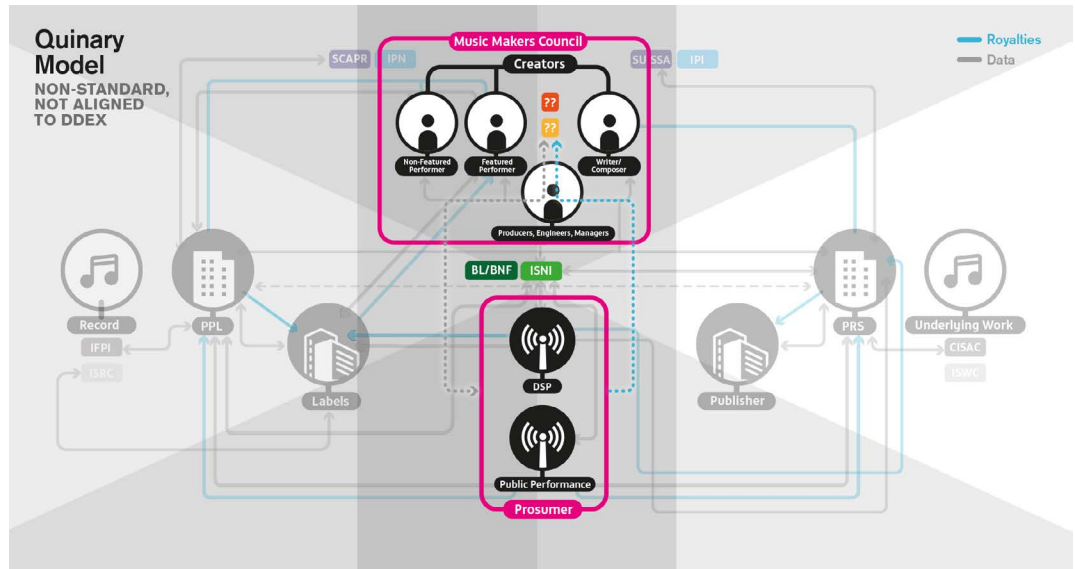 Quinary
Model
NON-STANDARD,
NOT ALIGNED
TO DDEX
Royalties
Data
Music Makers Council
Creators
SCAPR
IPN
SUISSA
IPI
??
??
Non-Featured
Performer
Featured
Performer
Writer/
Composer
Producers, Engineers, Managers
BL/BNF
ISNI
Record
IFPI
ISRC
PPL
Labels
DSP
Public Performance
Prosumer
Publisher
PRS
Underlying Work
CISAC
ISWC